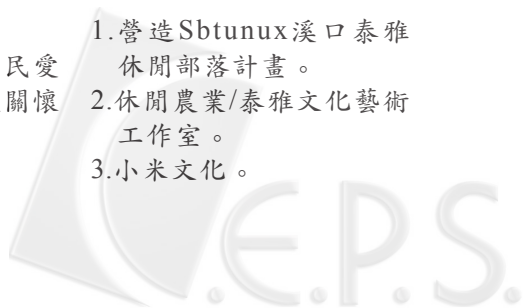 1.營造Sbtunux溪口泰雅
民愛 休閒部落計畫。
關懷 2.休閒農業/泰雅文化藝術
工作室。
3.小米文化。
C.E.P.S.